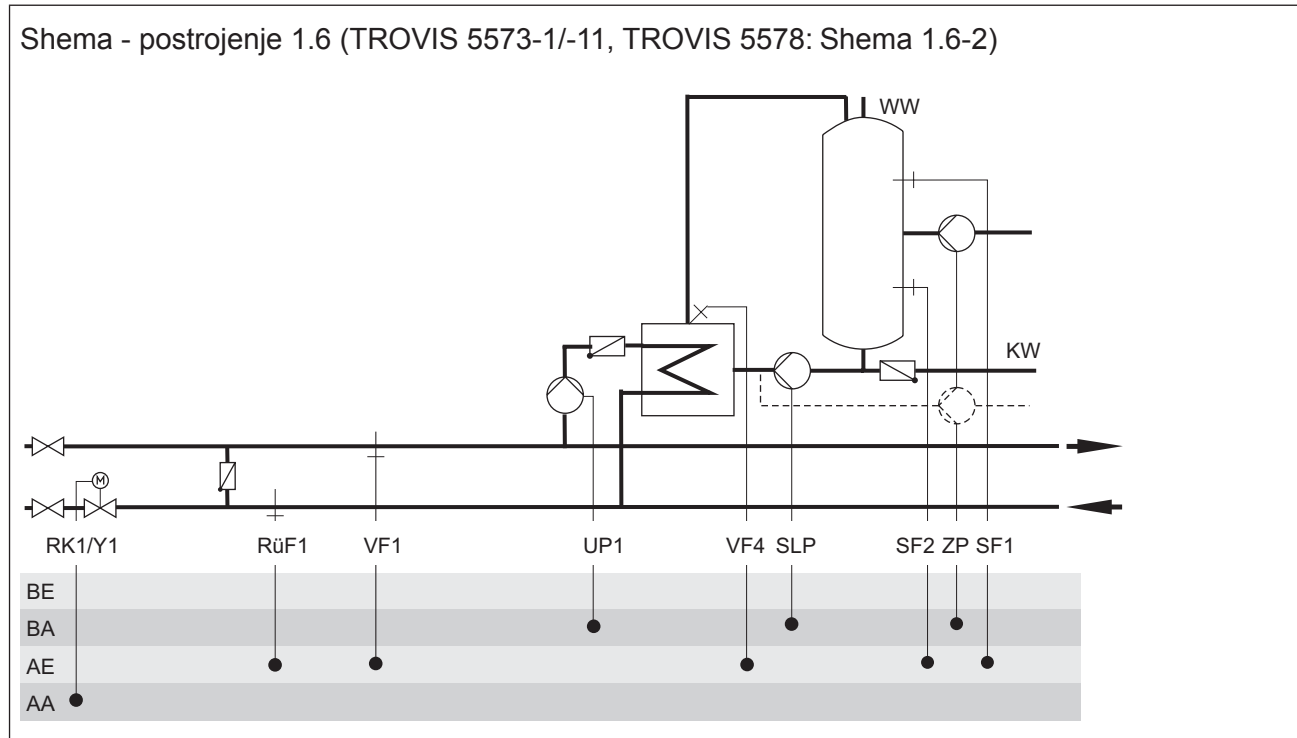 Shema - postrojenje 1.6 (TROVIS 5573-1/-11, TROVIS 5578: Shema 1.6-2)
WW
KW
M
RK1/Y1 RüF1 VF1 UP1 VF4 SLP SF2 ZP SF1
BE
BA
AE
AA